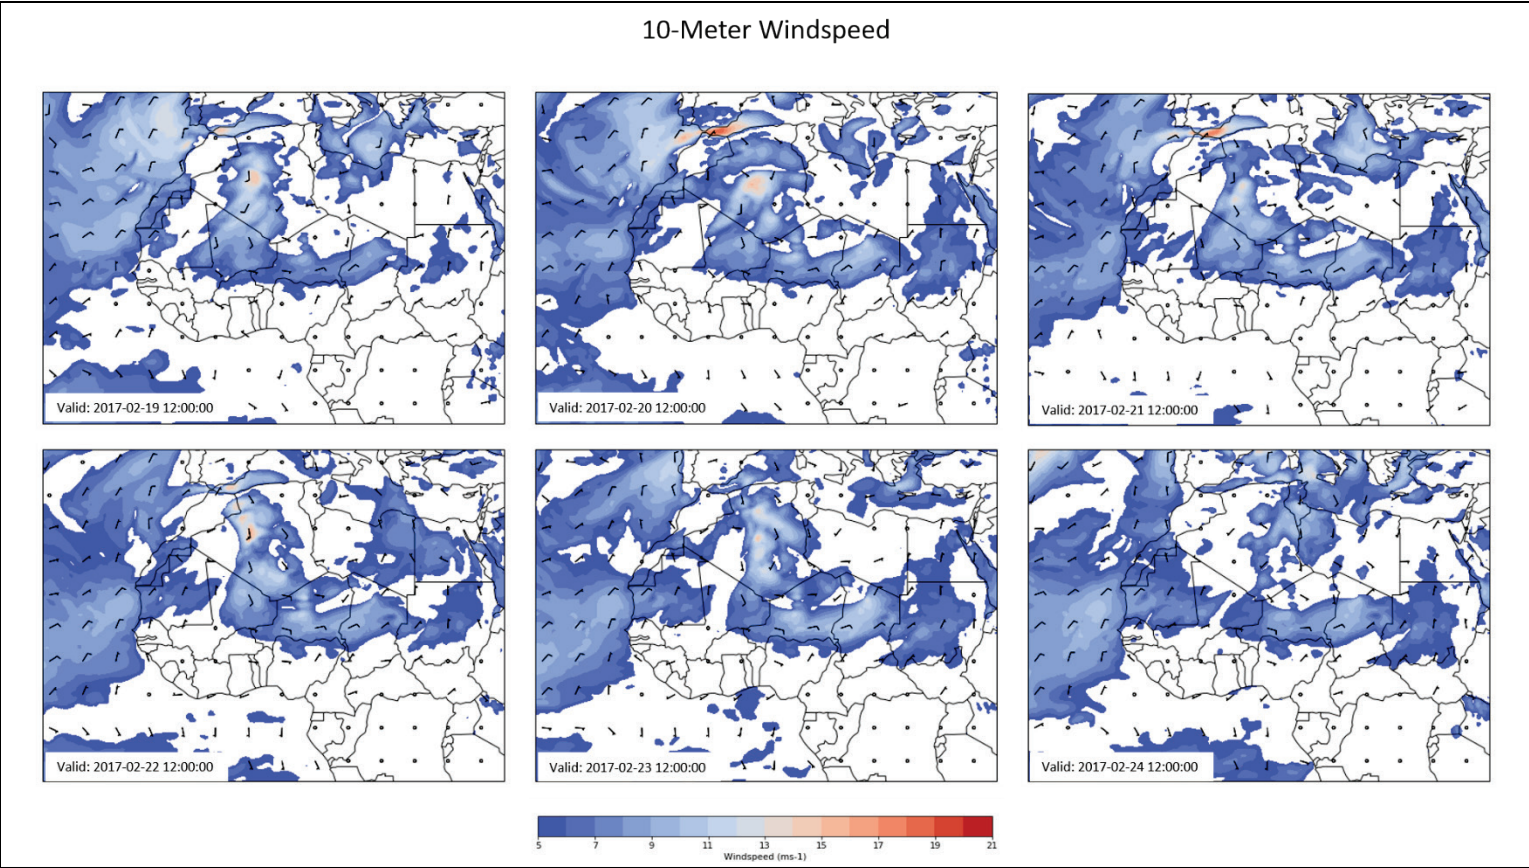 10-Meter Windspeed
Valid: 2017-02-19 12:00:00
Valid: 2017-02-20 12:00:00
Valid: 2017-02-21 12:00:00
Valid: 2017-02-22 12:00:00
Valid: 2017-02-23 12:00:00
Valid: 2017-02-24 12:00:00
5 7 9 11 13 15 17 19 21
Windspeed (ms-1)